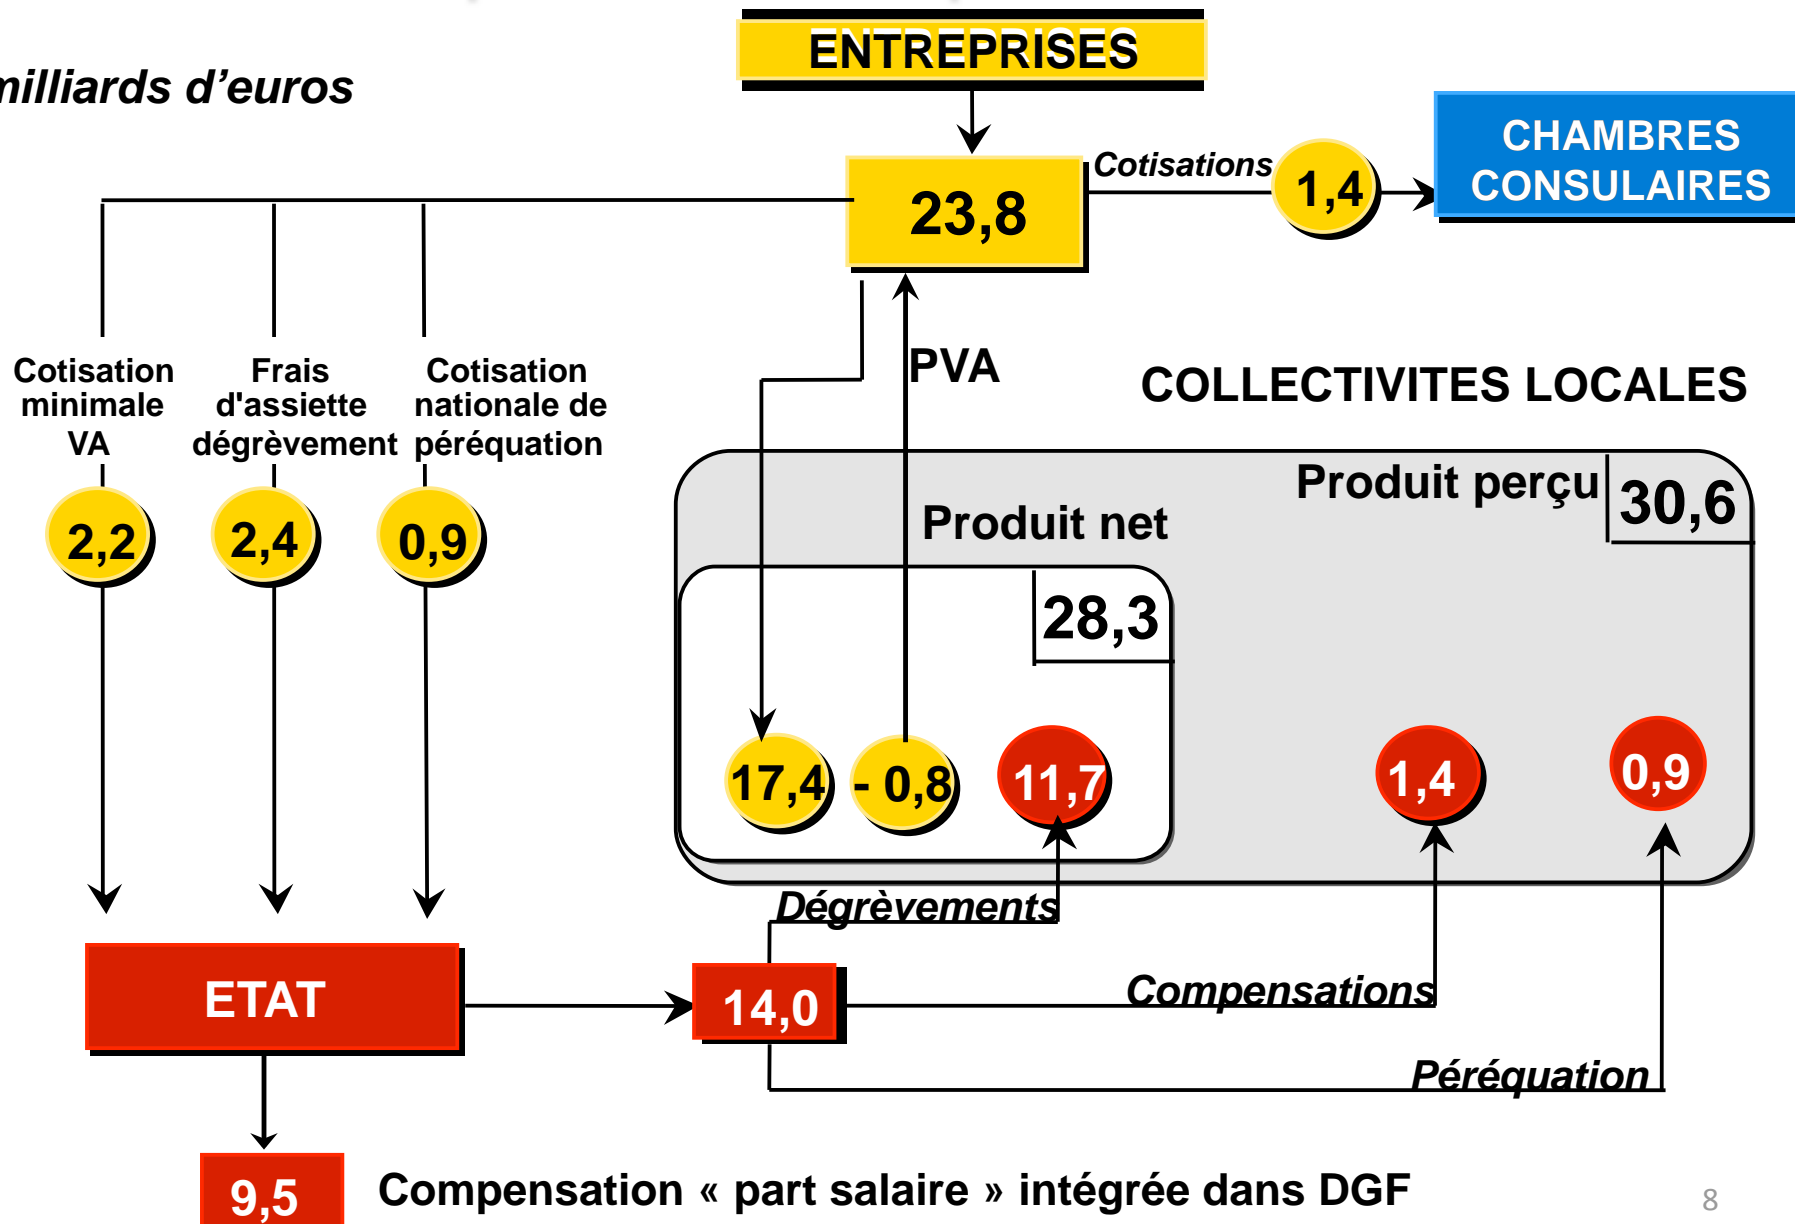 ENTREPRISES
milliards d’euros
CHAMBRES
CONSULAIRES
Cotisations
1,4
23,8
PVA
COLLECTIVITES LOCALES
Cotisation
minimale
VA
Frais
d'assiette
dégrèvement
Cotisation
nationale de
péréquation
Produit perçu
30,6
Produit net
28,3
2,2
2,4
0,9
17,4
- 0,8
11,7
1,4
0,9
Dégrèvements
ETAT
14,0
Compensations
Péréquation
9,5
Compensation « part salaire » intégrée dans DGF
8